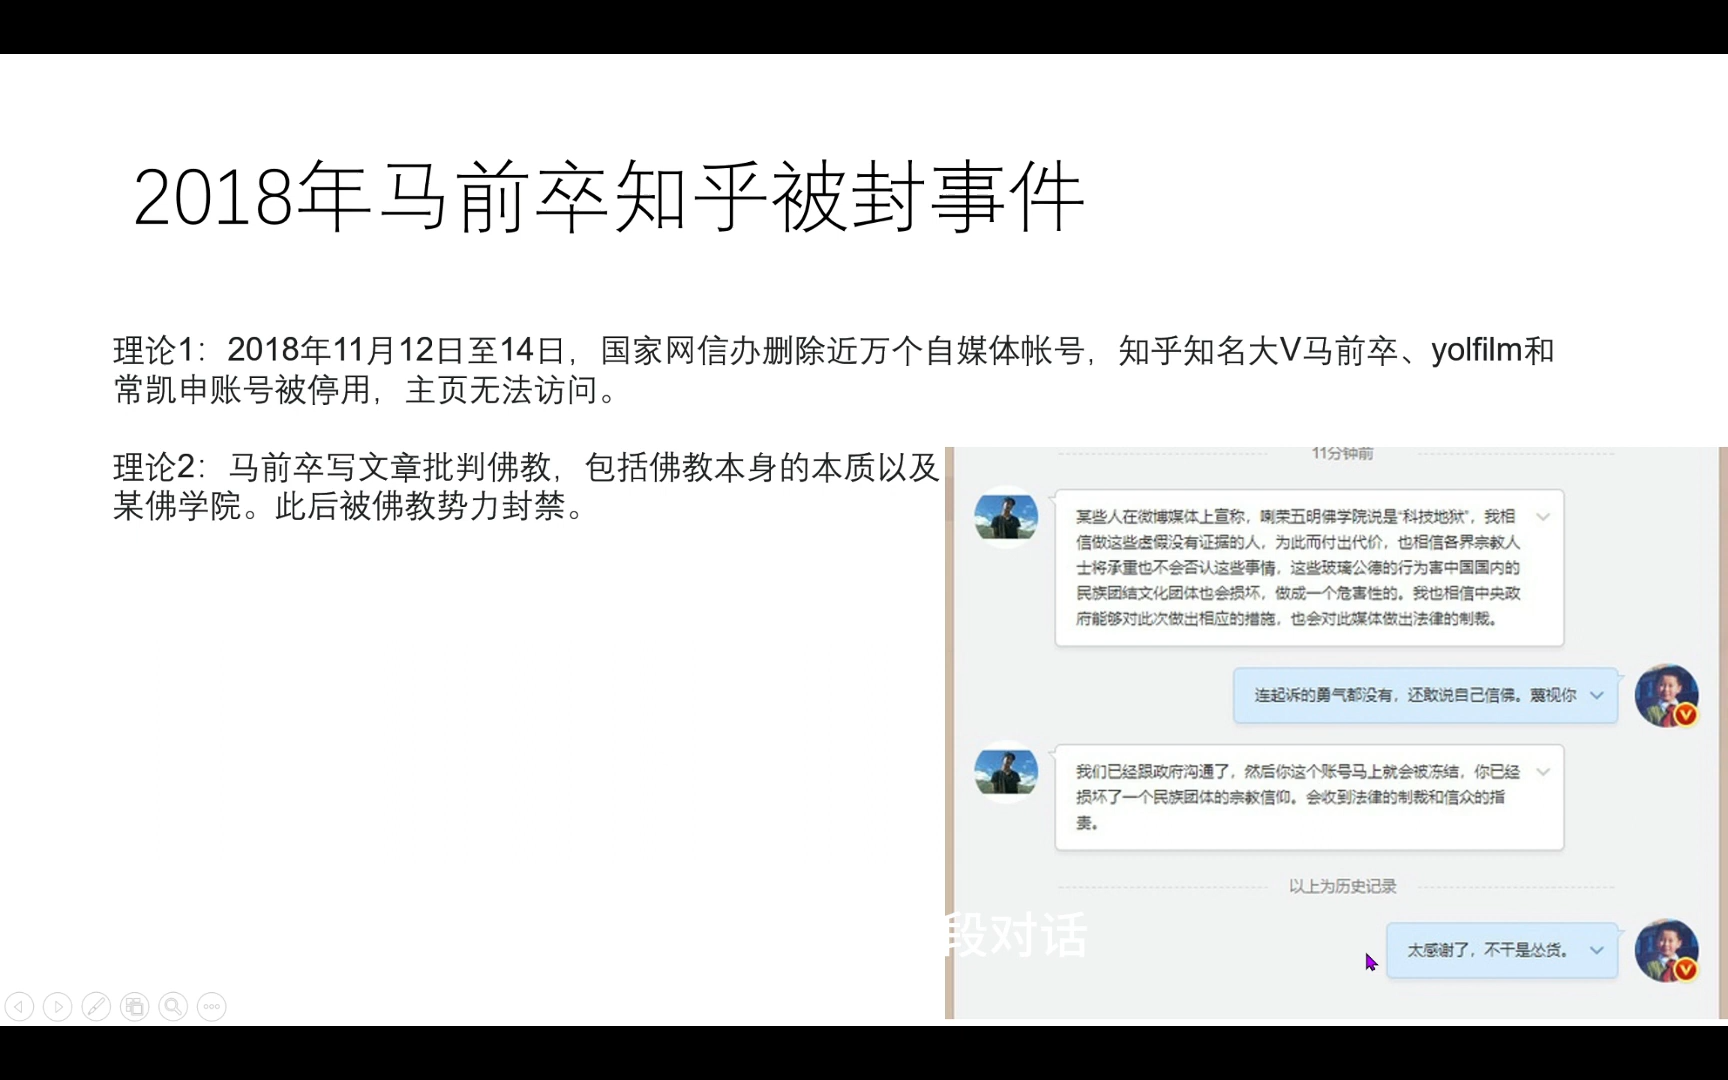 2018年马前卒知乎被封事件
理论1：2018年11月12日至14日，国家网信办删除近万个自媒体帐号，知乎知名大V马前卒、yolfilm和
常凯申账号被停用，主页无法访问。
理论2：马前卒写文章批判佛教，包括佛教本身的本质以及
某佛学院。此后被佛教势力封禁。
11分钟前
某些人在微博媒体上宣称，喇荣五明佛学院说是“科技地狱”，我相
信做这些虚假没有证据的人，为此而付出代价，也相信各界宗教人
士将承重也不会否认这些事情，这些玻璃公德的行为害中国国内的
民族团结文化团体也会损坏，做成一个危害性的。我也相信中央政
府能够对此次做出相应的措施，也会对此媒体做出法律的制裁。
连起诉的勇气都没有，还敢说自己信佛。蔑视你
我们已经跟政府沟通了，然后你这个账号马上就会被冻结，你已经
损坏了一个民族团体的宗教信仰。会收到法律的制裁和信众的指
责。
以上为历史记录
段对话
太感谢了，不干是怂货。